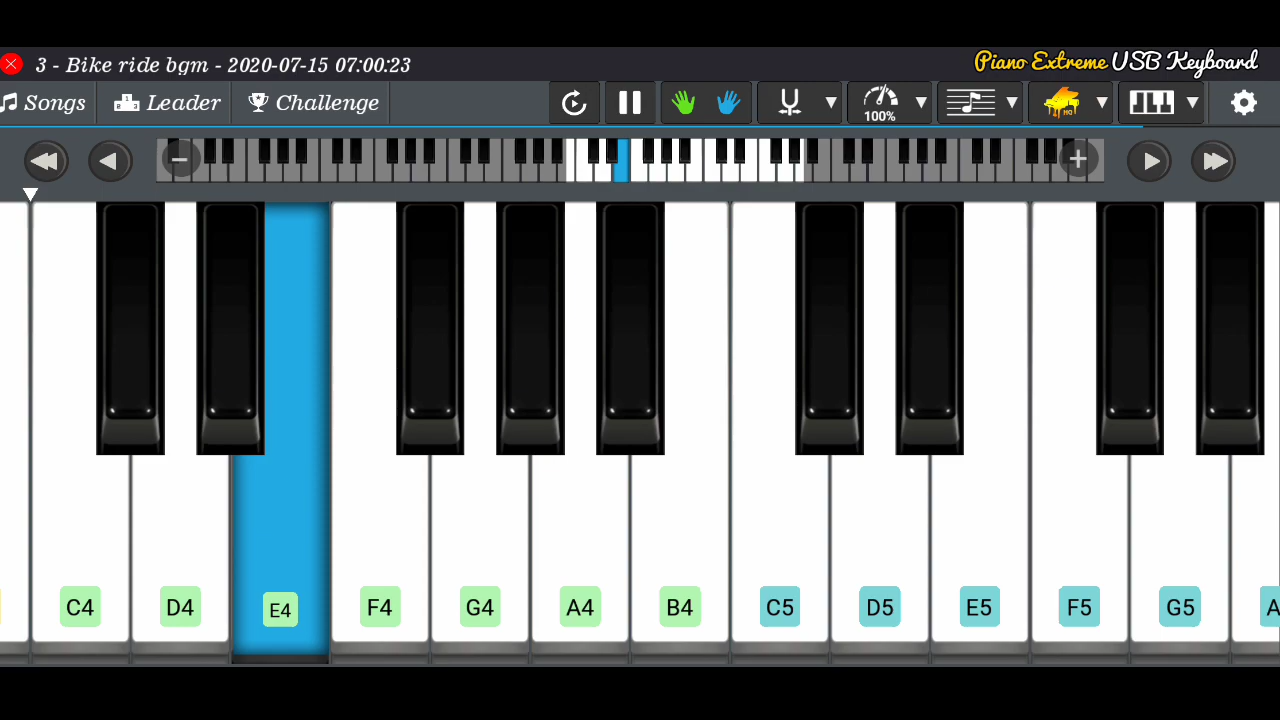 3 - Bike ride bgm - 2020-07-15 07:00:23
Piano Extreme USB Keyboard
Songs Leader Challenge
100%
HQ
C4 D4 E4 F4 G4 A4 B4 C5 D5 E5 F5 G5 A